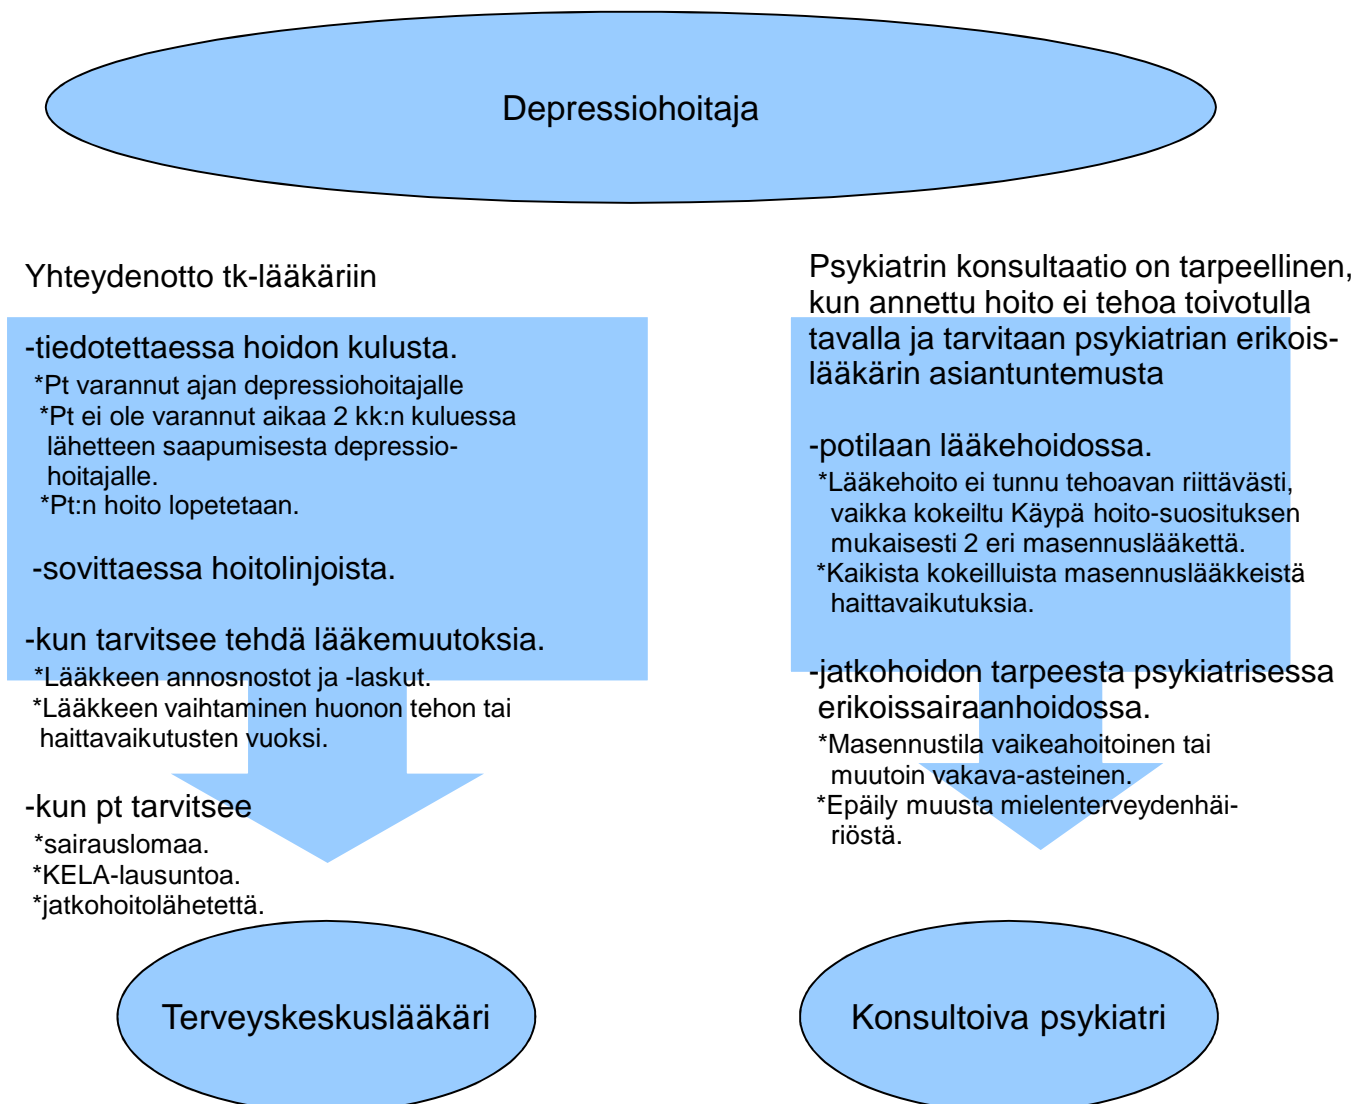 Depressiohoitaja
Yhteydenotto tk-lääkäriin
-tiedotettaessa hoidon kulusta.
*Pt varannut ajan depressiohoitajalle
*Pt ei ole varannut aikaa 2 kk:n kuluessa
lähetteen saapumisesta depressio-
hoitajalle.
*Pt:n hoito lopetetaan.
-sovittaessa hoitolinjoista.
-kun tarvitsee tehdä lääkemuutoksia.
*Lääkkeen annosnostot ja -laskut.
*Lääkkeen vaihtaminen huonon tehon tai
haittavaikutusten vuoksi.
-kun pt tarvitsee
*sairauslomaa.
*KELA-lausuntoa.
*jatkohoitolähetettä.
Terveyskeskuslääkäri
Psykiatrin konsultaatio on tarpeellinen,
kun annettu hoito ei tehoa toivotulla
tavalla ja tarvitaan psykiatrian erikois-
lääkärin asiantuntemusta
-potilaan lääkehoidossa.
*Lääkehoito ei tunnu tehoavan riittävästi,
vaikka kokeiltu Käypä hoito-suosituksen
mukaisesti 2 eri masennuslääkettä.
*Kaikista kokeilluista masennuslääkkeistä
haittavaikutuksia.
-jatkohoidon tarpeesta psykiatrisessa
erikoissairaanhoidossa.
*Masennustila vaikeahoitoinen tai
muutoin vakava-asteinen.
*Epäily muusta mielenterveydenhäi-
riöstä.
Konsultoiva psykiatri